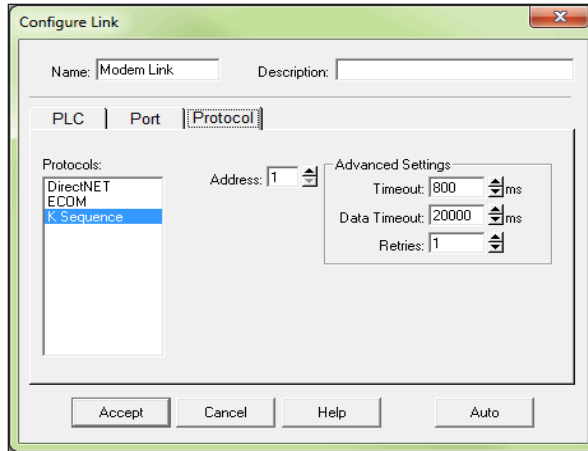 Configure Link
Name: Modem Link Description:
PLC Port Protocol
Protocols:
DirectNET
ECOM
K Sequence
Address: 1
Advanced Settings
Timeout: 800 ms
Data Timeout: 20000 ms
Retries: 1
Accept Cancel Help Auto